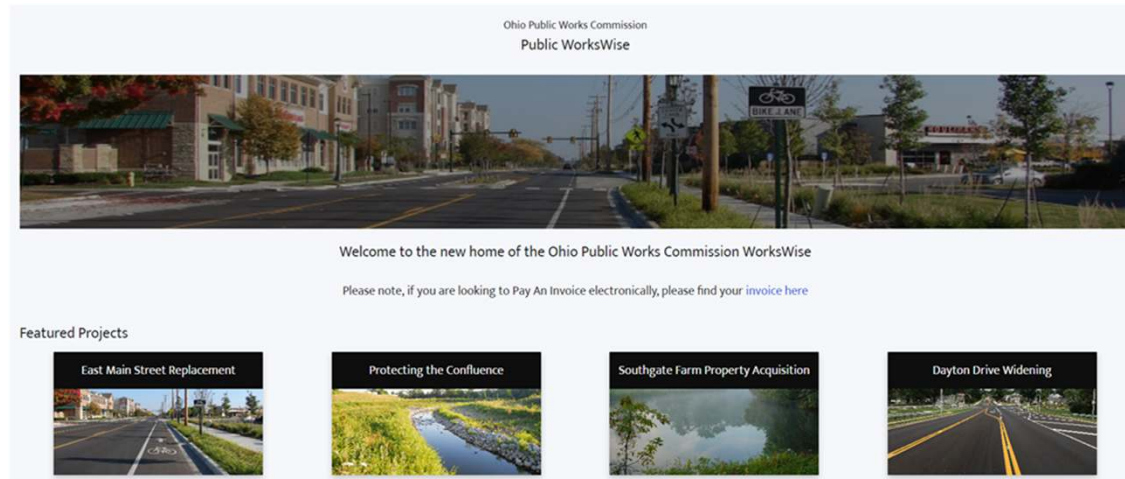 Ohio Public Works Commission
Public WorksWise
BIKE LANE
HOULIHAN'S
Welcome to the new home of the Ohio Public Works Commission WorksWise
Please note, if you are looking to Pay An Invoice electronically, please find your invoice here
Featured Projects
East Main Street Replacement
Protecting the Confluence
Southgate Farm Property Acquisition
Dayton Drive Widening